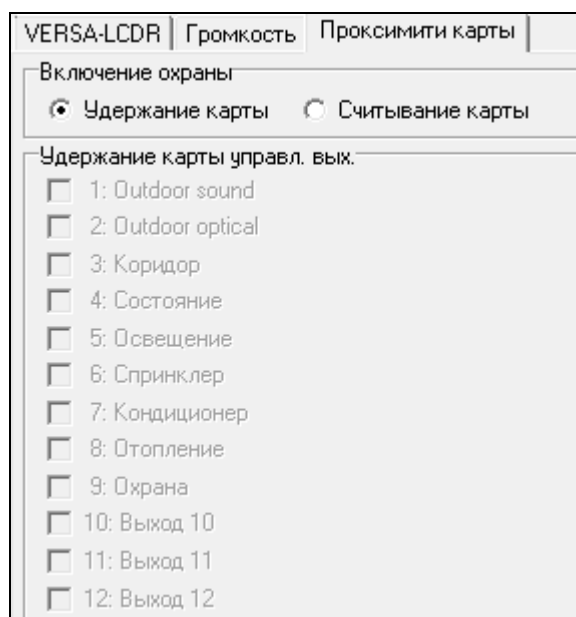 VERSA-LCDR Громкость Проксимити карты
Включение охраны
Удержание карты Считывание карты
Удержание карты управл. вых.
1: Outdoor sound
2: Outdoor optical
3: Коридор
4: Состояние
5: Освещение
6: Спринклер
7: Кондиционер
8: Отопление
9: Охрана
10: Выход 10
11: Выход 11
12: Выход 12